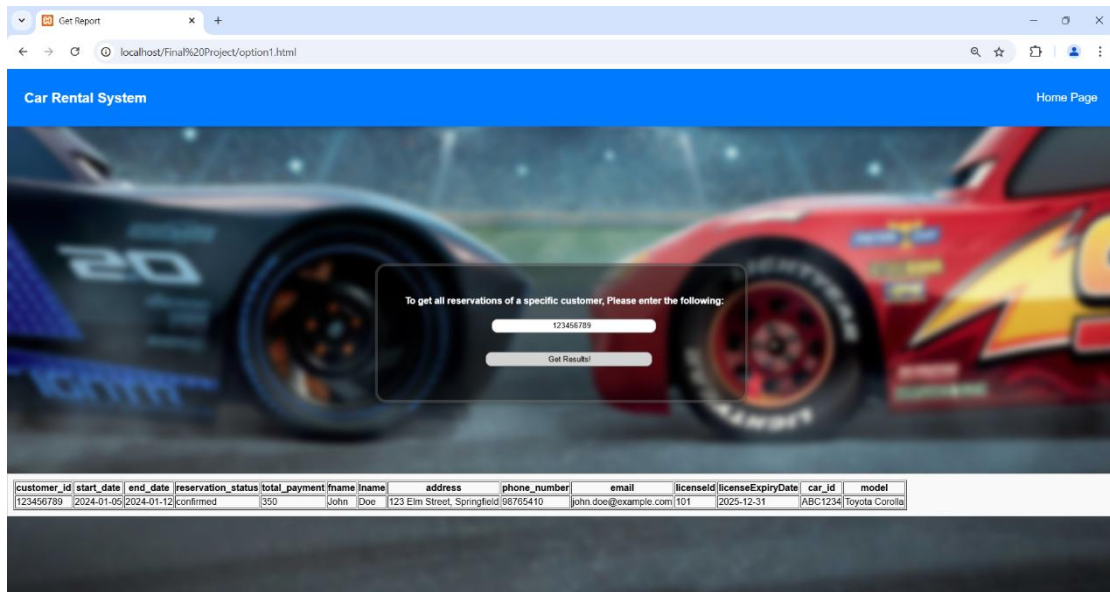 Get Report
localhost/Final%20Project/option1.html
Car Rental System
Home Page
20
LIGHTYEAR
LIGHTY
To get all reservations of a specific customer, Please enter the following:
123456789
Get Results!
customer_id start_date end_date reservation_status total_payment fname lname address phone_number email licenseId licenseExpiryDate car_id model
123456789 2024-01-05 2024-01-12 confirmed 350 John Doe 123 Elm Street, Springfield 98765410 john.doe@example.com 101 2025-12-31 ABC1234 Toyota Corolla